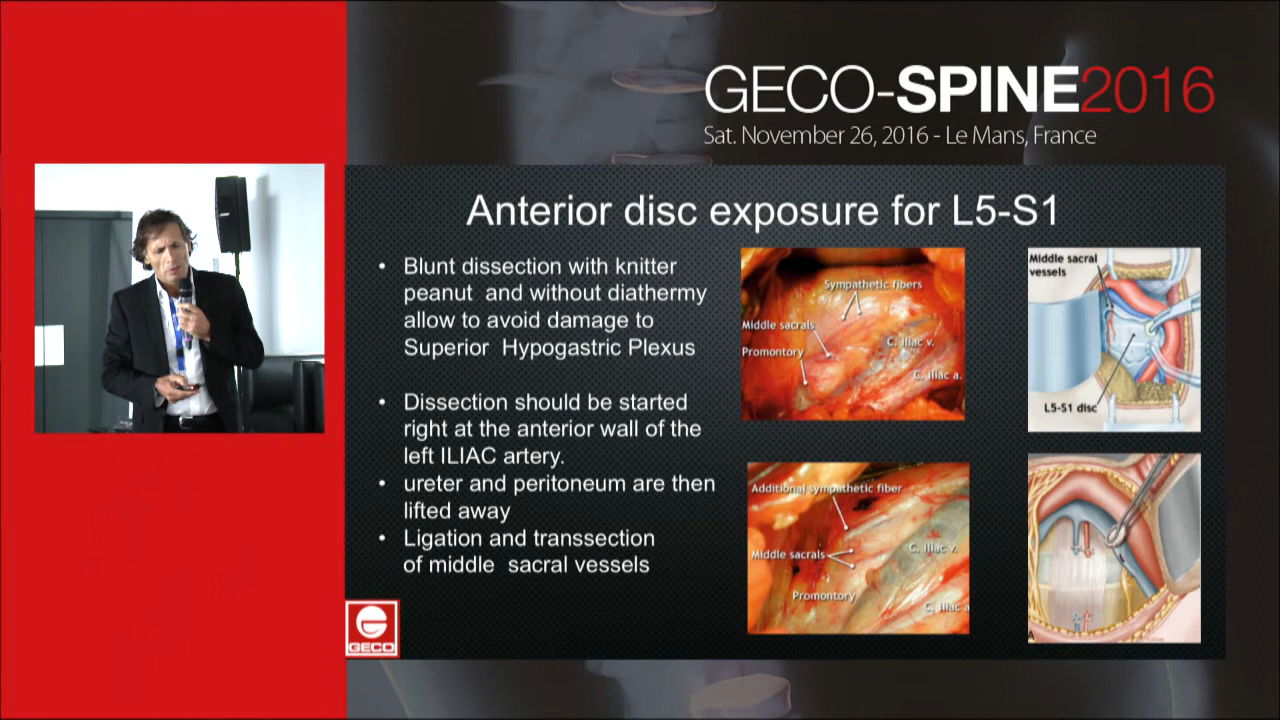 GECO-SPINE2016
Sat. November 26, 2016 - Le Mans, France
Anterior disc exposure for L5-S1
• Blunt dissection with knitter
peanut and without diathermy
allow to avoid damage to
Superior Hypogastric Plexus
• Dissection should be started
right at the anterior wall of the
left ILIAC artery.
• ureter and peritoneum are then
lifted away
• Ligation and transsection
of middle sacral vessels
Sympathetic fibers
Middle sacrals
Promontory
C. iliac v.
C. iliac a.
Middle sacral
vessels
L5-S1 disc
Additional sympathetic fiber
Middle sacrals
C. iliac v.
Promontory
C. iliac a
A
GECO